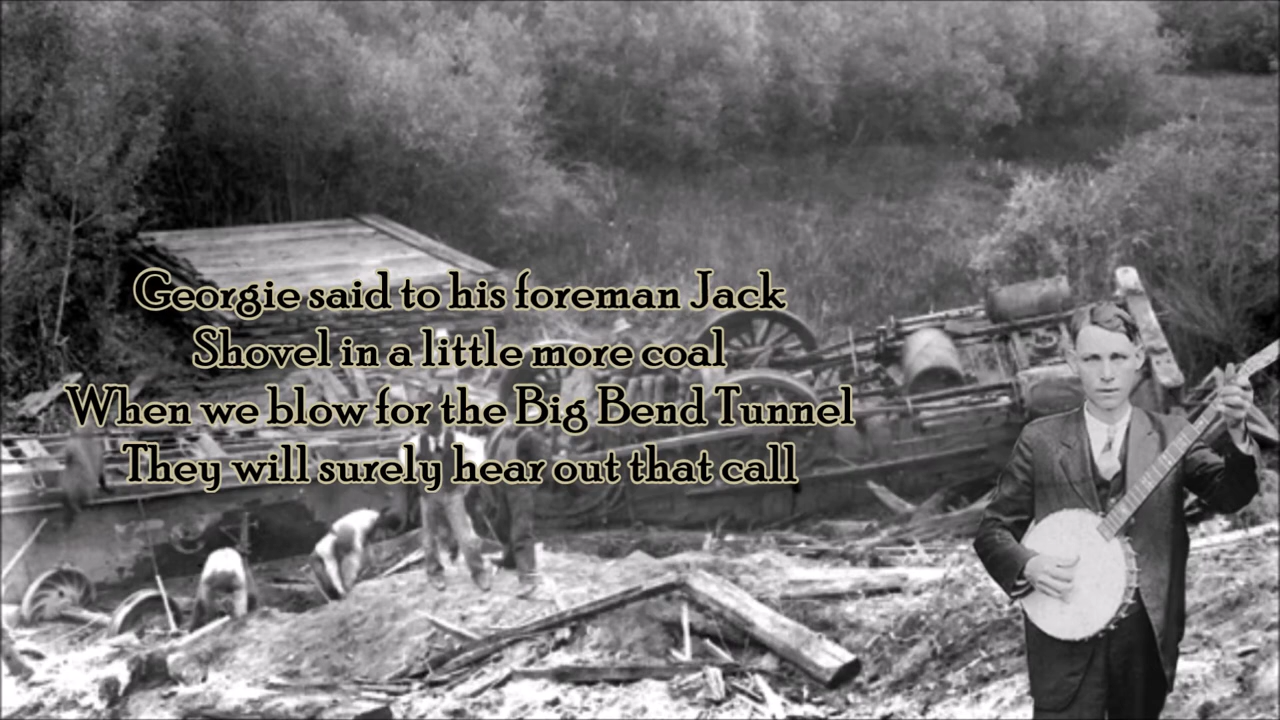 Georgie said to his foreman Jack
Shovel in a little more coal
When we blow for the Big Bend Tunnel
They will surely hear out that call